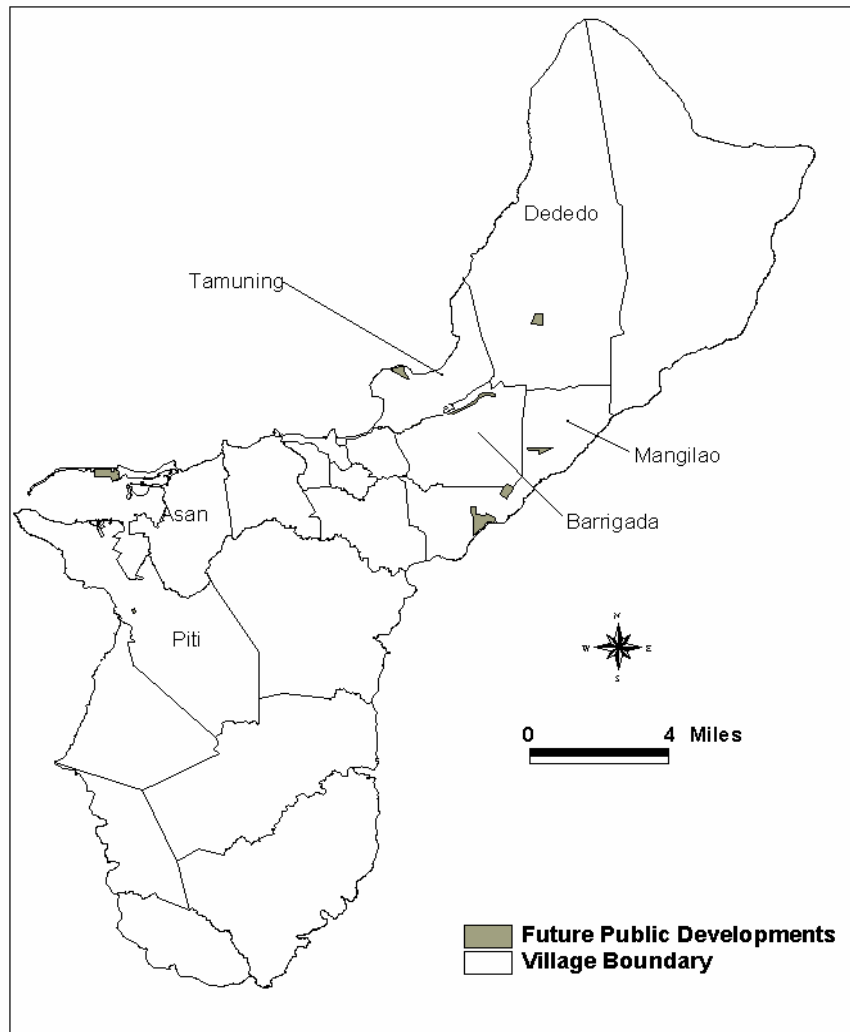 Dededo
Tamuning
Mangilao
Asan
Barrigada
N
W E
S
Piti
0 4 Miles
Future Public Developments
Village Boundary